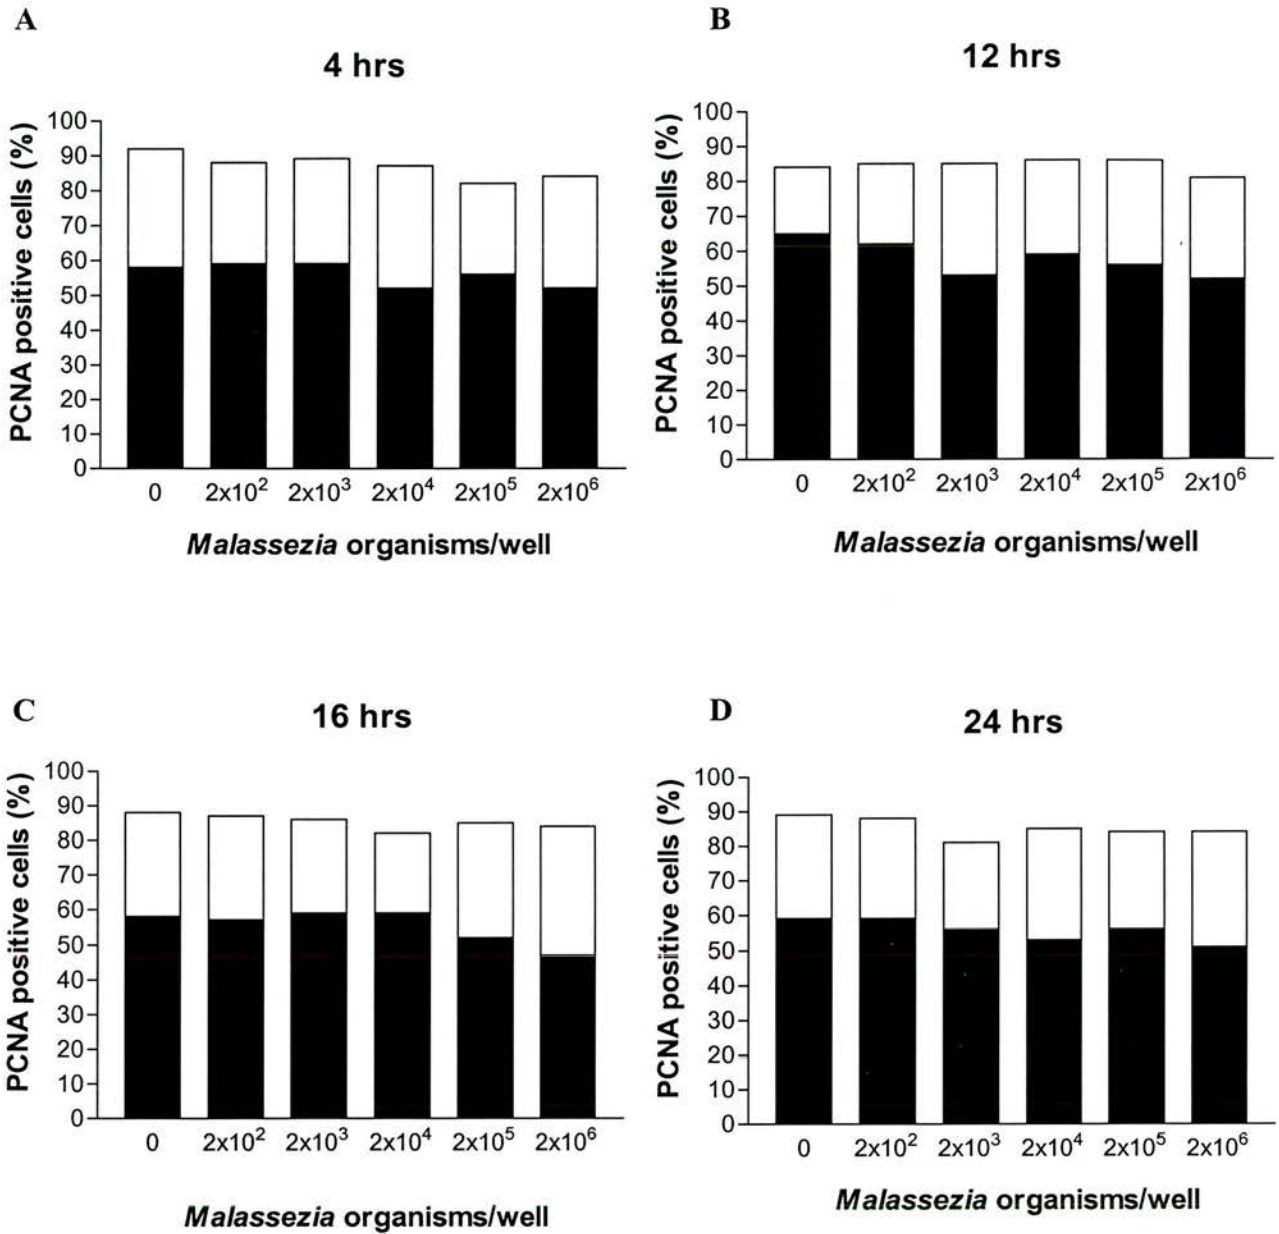 A
4 hrs
PCNA positive cells (%)
100
90
80
70
60
50
40
30
20
10
0
0 2x10² 2x10³ 2x10⁴ 2x10⁵ 2x10⁶
Malassezia organisms/well
B
12 hrs
PCNA positive cells (%)
100
90
80
70
60
50
40
30
20
10
0
0 2x10² 2x10³ 2x10⁴ 2x10⁵ 2x10⁶
Malassezia organisms/well
C
16 hrs
PCNA positive cells (%)
100
90
80
70
60
50
40
30
20
10
0
0 2x10² 2x10³ 2x10⁴ 2x10⁵ 2x10⁶
Malassezia organisms/well
D
24 hrs
PCNA positive cells (%)
100
90
80
70
60
50
40
30
20
10
0
0 2x10² 2x10³ 2x10⁴ 2x10⁵ 2x10⁶
Malassezia organisms/well